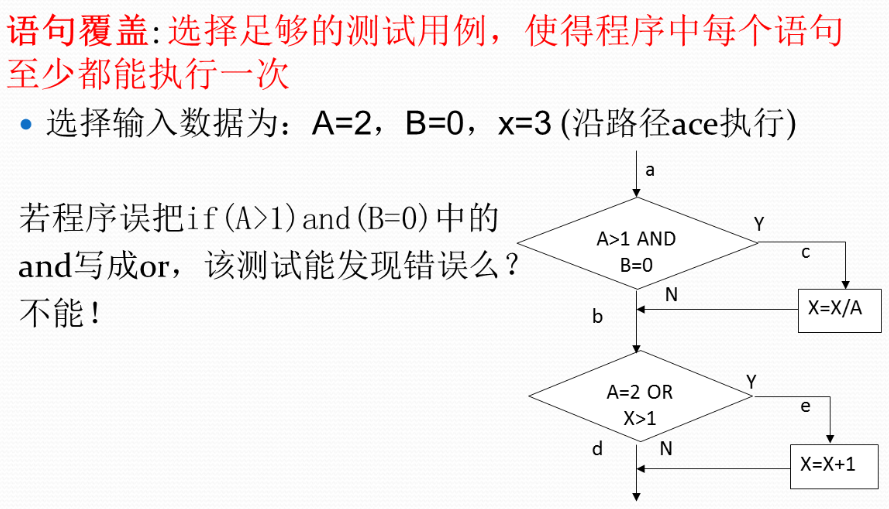 语句覆盖:选择足够的测试用例，使得程序中每个语句
至少都能执行一次
• 选择输入数据为：A=2，B=0，x=3 (沿路径ace执行)
a
若程序误把if(A>1)and(B=0)中的
and写成or，该测试能发现错误么？
不能！
A>1 AND
B=0
Y
c
X=X/A
N
b
A=2 OR
X>1
Y
e
X=X+1
d
N